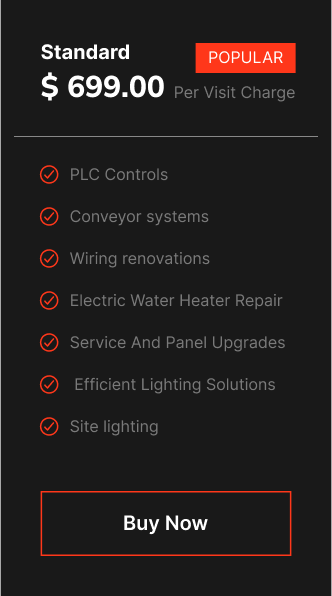 Standard
POPULAR
$ 699.00 Per Visit Charge
PLC Controls
Conveyor systems
Wiring renovations
Electric Water Heater Repair
Service And Panel Upgrades
Efficient Lighting Solutions
Site lighting
Buy Now